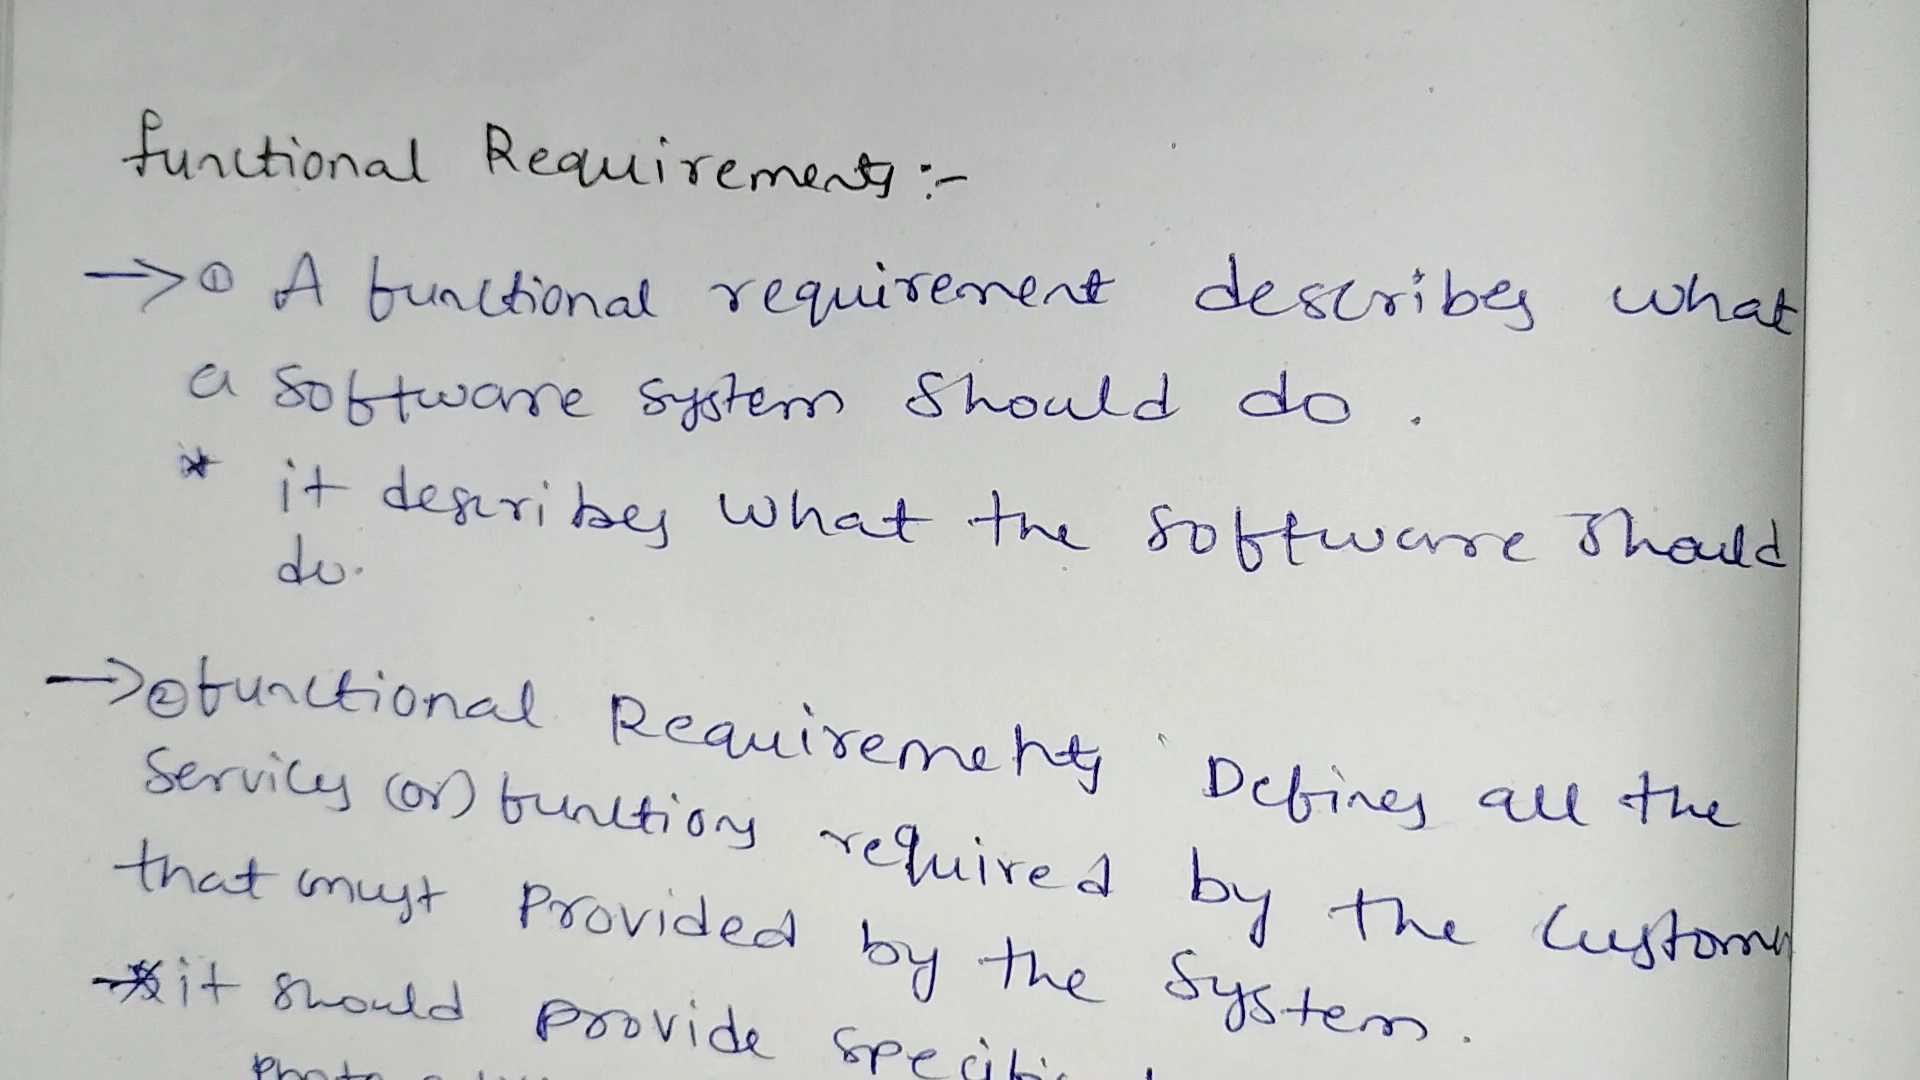 functional Requirements:-
→① A functional requirement describes what
a software system should do.
* it describes what the software should
do.
→② functional Requirements Defines all the
Services (or) functions required by the Customer
that must Provided by the System.
→* it should provide specific